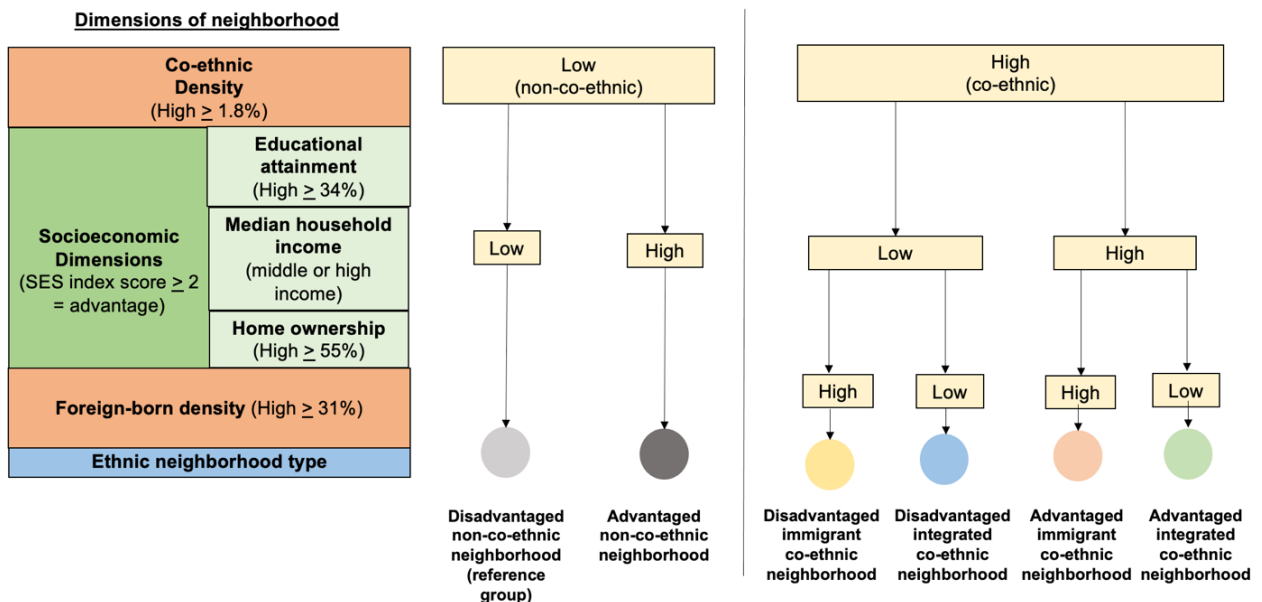 Dimensions of neighborhood
Co-ethnic
Density
(High ≥ 1.8%)
Socioeconomic
Dimensions
(SES index score ≥ 2
= advantage)
Educational
attainment
(High ≥ 34%)
Median household
income
(middle or high
income)
Home ownership
(High ≥ 55%)
Foreign-born density (High ≥ 31%)
Ethnic neighborhood type
Low
(non-co-ethnic)
Low
High
Disadvantaged
non-co-ethnic
neighborhood
(reference
group)
Advantaged
non-co-ethnic
neighborhood
High
(co-ethnic)
Low
High
High
Low
High
Low
Disadvantaged
immigrant
co-ethnic
neighborhood
Disadvantaged
integrated
co-ethnic
neighborhood
Advantaged
immigrant
co-ethnic
neighborhood
Advantaged
integrated
co-ethnic
neighborhood